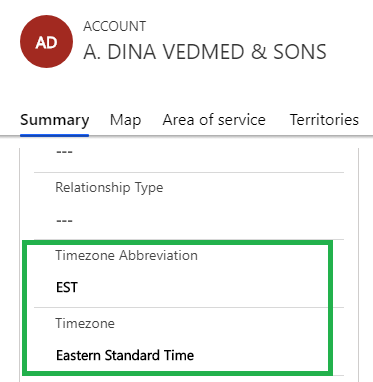 AD
ACCOUNT
A. DINA VEDMED & SONS
Summary Map Area of service Territories
---
Relationship Type
---
Timezone Abbreviation
EST
Timezone
Eastern Standard Time